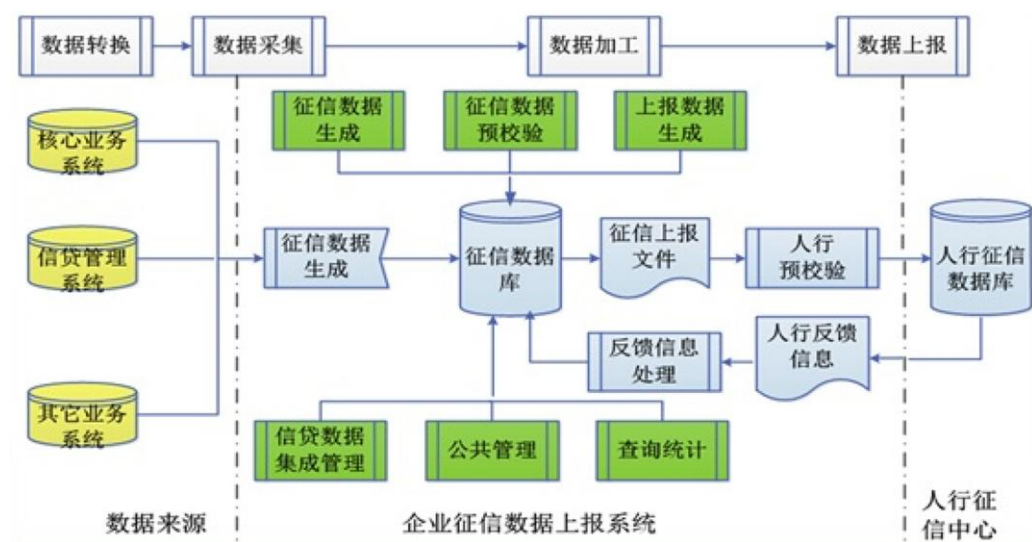 数据转换
数据采集
数据加工
数据上报
征信数据
生成
征信数据
预校验
上报数据
生成
核心业务
系统
信贷管理
系统
其它业务
系统
征信数据
生成
征信数据
库
征信上报
文件
人行
预校验
人行征信
数据库
反馈信息
处理
人行反馈
信息
信贷数据
集成管理
公共管理
查询统计
数据来源
企业征信数据上报系统
人行征
信中心